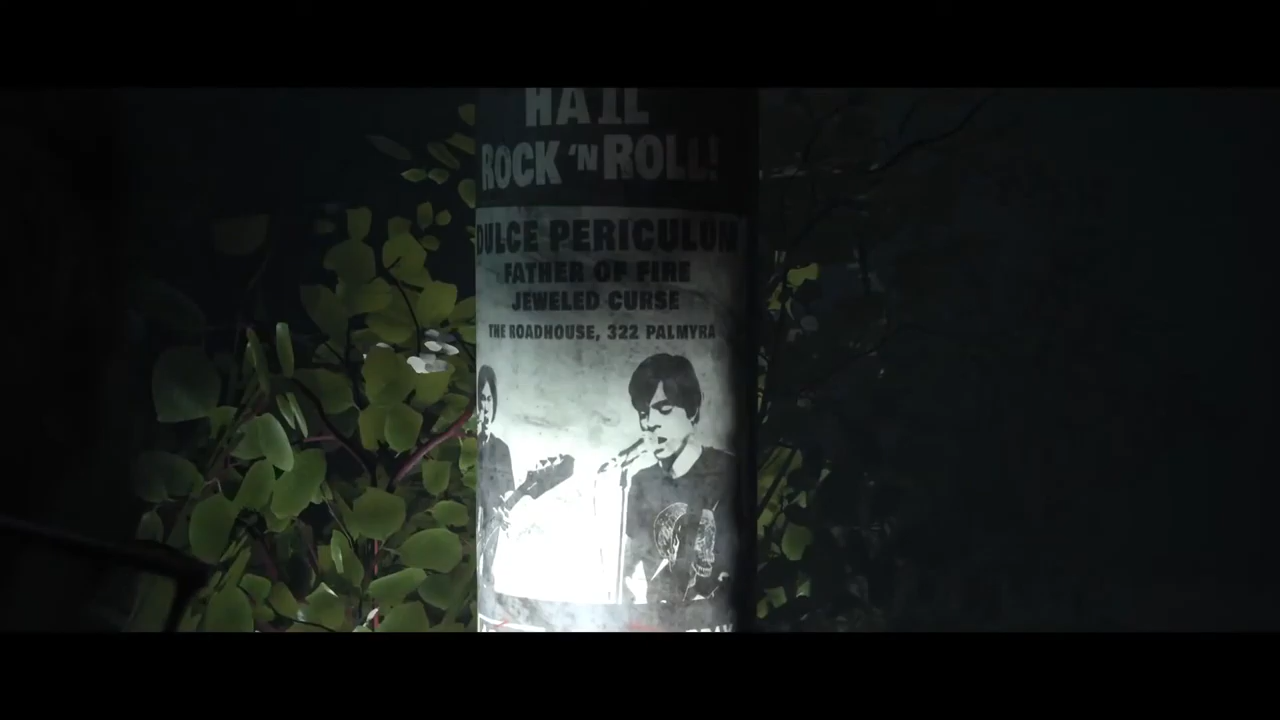 HAIL
ROCK 'N ROLL!
DULCE PERICULUM
FATHER OF FIRE
JEWELED CURSE
THE ROADHOUSE, 322 PALMYRA